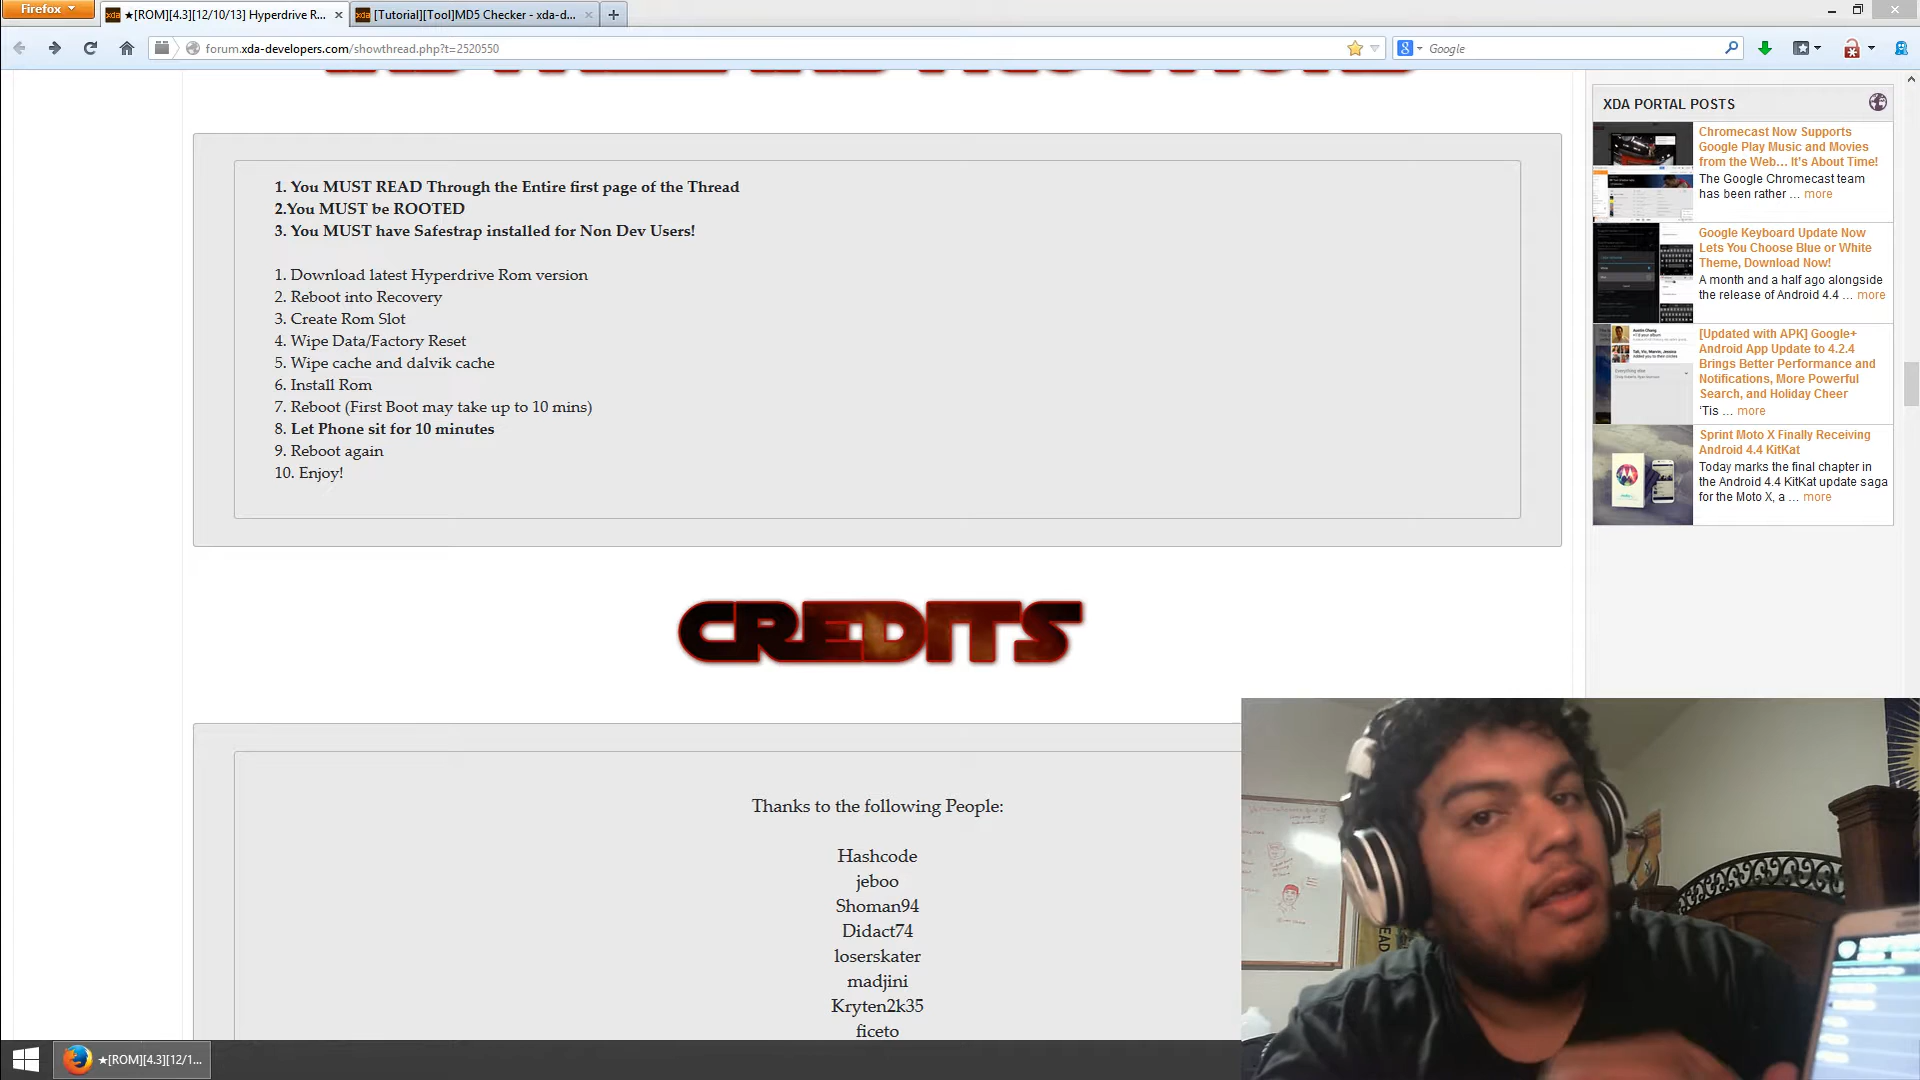 Firefox
★[ROM][4.3][12/10/13] Hyperdrive R...
[Tutorial][Tool]MD5 Checker - xda-d...
forum.xda-developers.com/showthread.php?t=2520550
Google
1. You MUST READ Through the Entire first page of the Thread
2.You MUST be ROOTED
3. You MUST have Safestrap installed for Non Dev Users!
1. Download latest Hyperdrive Rom version
2. Reboot into Recovery
3. Create Rom Slot
4. Wipe Data/Factory Reset
5. Wipe cache and dalvik cache
6. Install Rom
7. Reboot (First Boot may take up to 10 mins)
8. Let Phone sit for 10 minutes
9. Reboot again
10. Enjoy!
CREDITS
Thanks to the following People:
Hashcode
jeboo
Shoman94
Didact74
loserskater
madjini
Kryten2k35
ficeto
XDA PORTAL POSTS
Chromecast Now Supports
Google Play Music and Movies
from the Web… It's About Time!
The Google Chromecast team
has been rather … more
Google Keyboard Update Now
Lets You Choose Blue or White
Theme, Download Now!
A month and a half ago alongside
the release of Android 4.4 … more
[Updated with APK] Google+
Android App Update to 4.2.4
Brings Better Performance and
Notifications, More Powerful
Search, and Holiday Cheer
‘Tis … more
Sprint Moto X Finally Receiving
Android 4.4 KitKat
Today marks the final chapter in
the Android 4.4 KitKat update saga
for the Moto X, a … more
★[ROM][4.3][12/1...